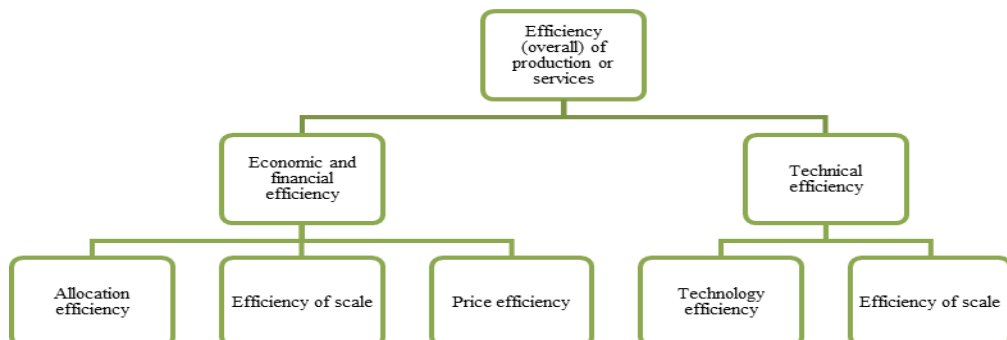 Efficiency
(overall) of
production or
services
Economic and
financial
efficiency
Technical
efficiency
Allocation
efficiency
Efficiency of scale
Price efficiency
Technology
efficiency
Efficiency of scale